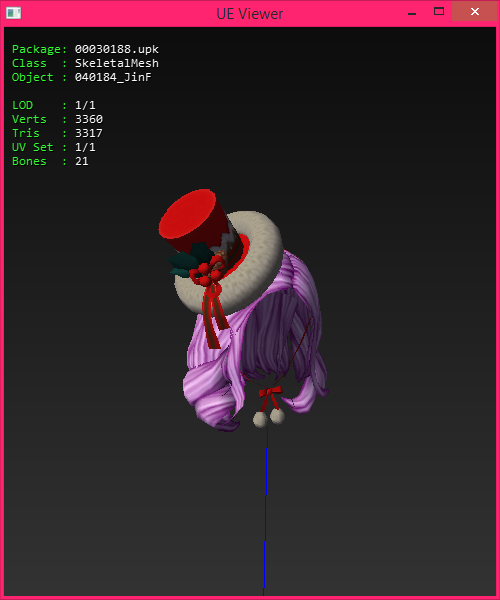 UE Viewer
Package: 00030188.upk
Class : SkeletalMesh
Object : 040184_JinF
LOD : 1/1
Verts : 3360
Tris : 3317
UV Set : 1/1
Bones : 21